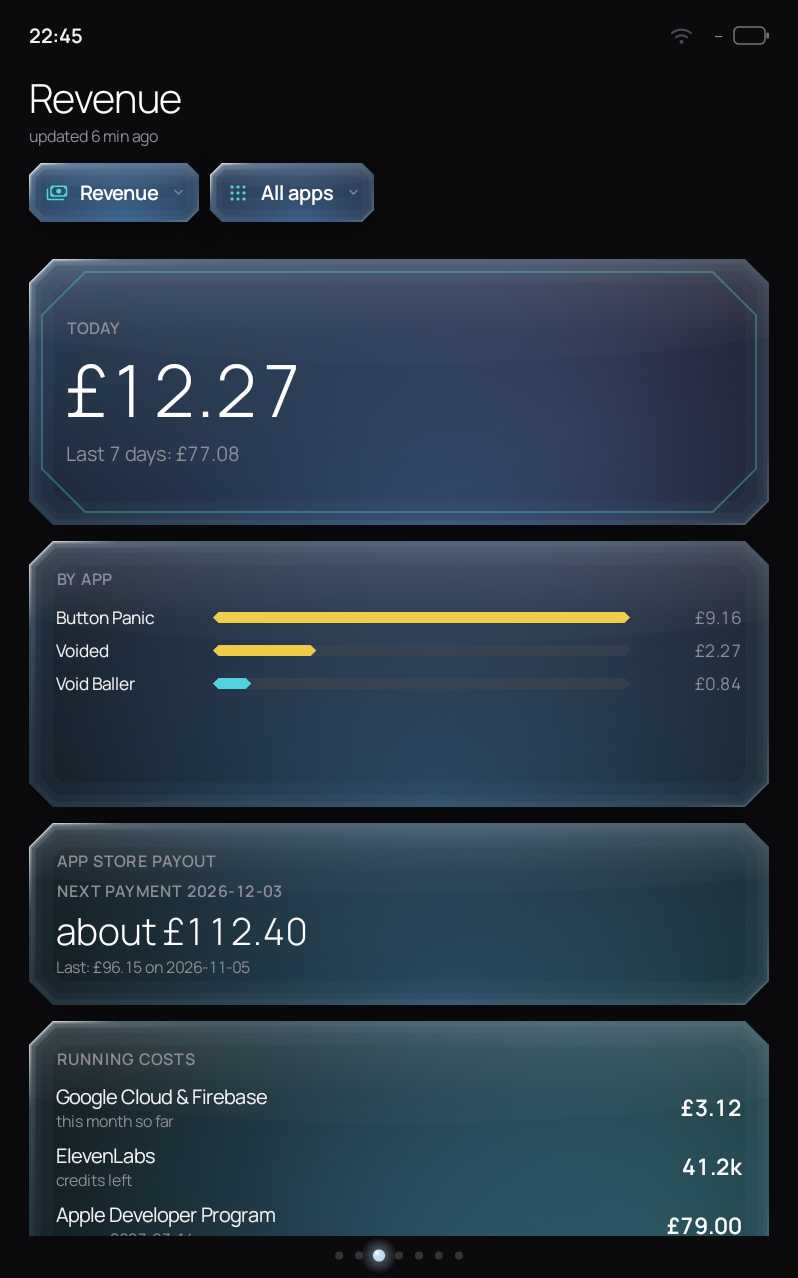 22:45
–
Revenue
updated 6 min ago
Revenue
All apps
TODAY
£12.27
Last 7 days: £77.08
BY APP
Button Panic £9.16
Voided £2.27
Void Baller £0.84
APP STORE PAYOUT
NEXT PAYMENT 2026-12-03
about £112.40
Last: £96.15 on 2026-11-05
RUNNING COSTS
Google Cloud & Firebase £3.12
this month so far
ElevenLabs 41.2k
credits left
Apple Developer Program £79.00